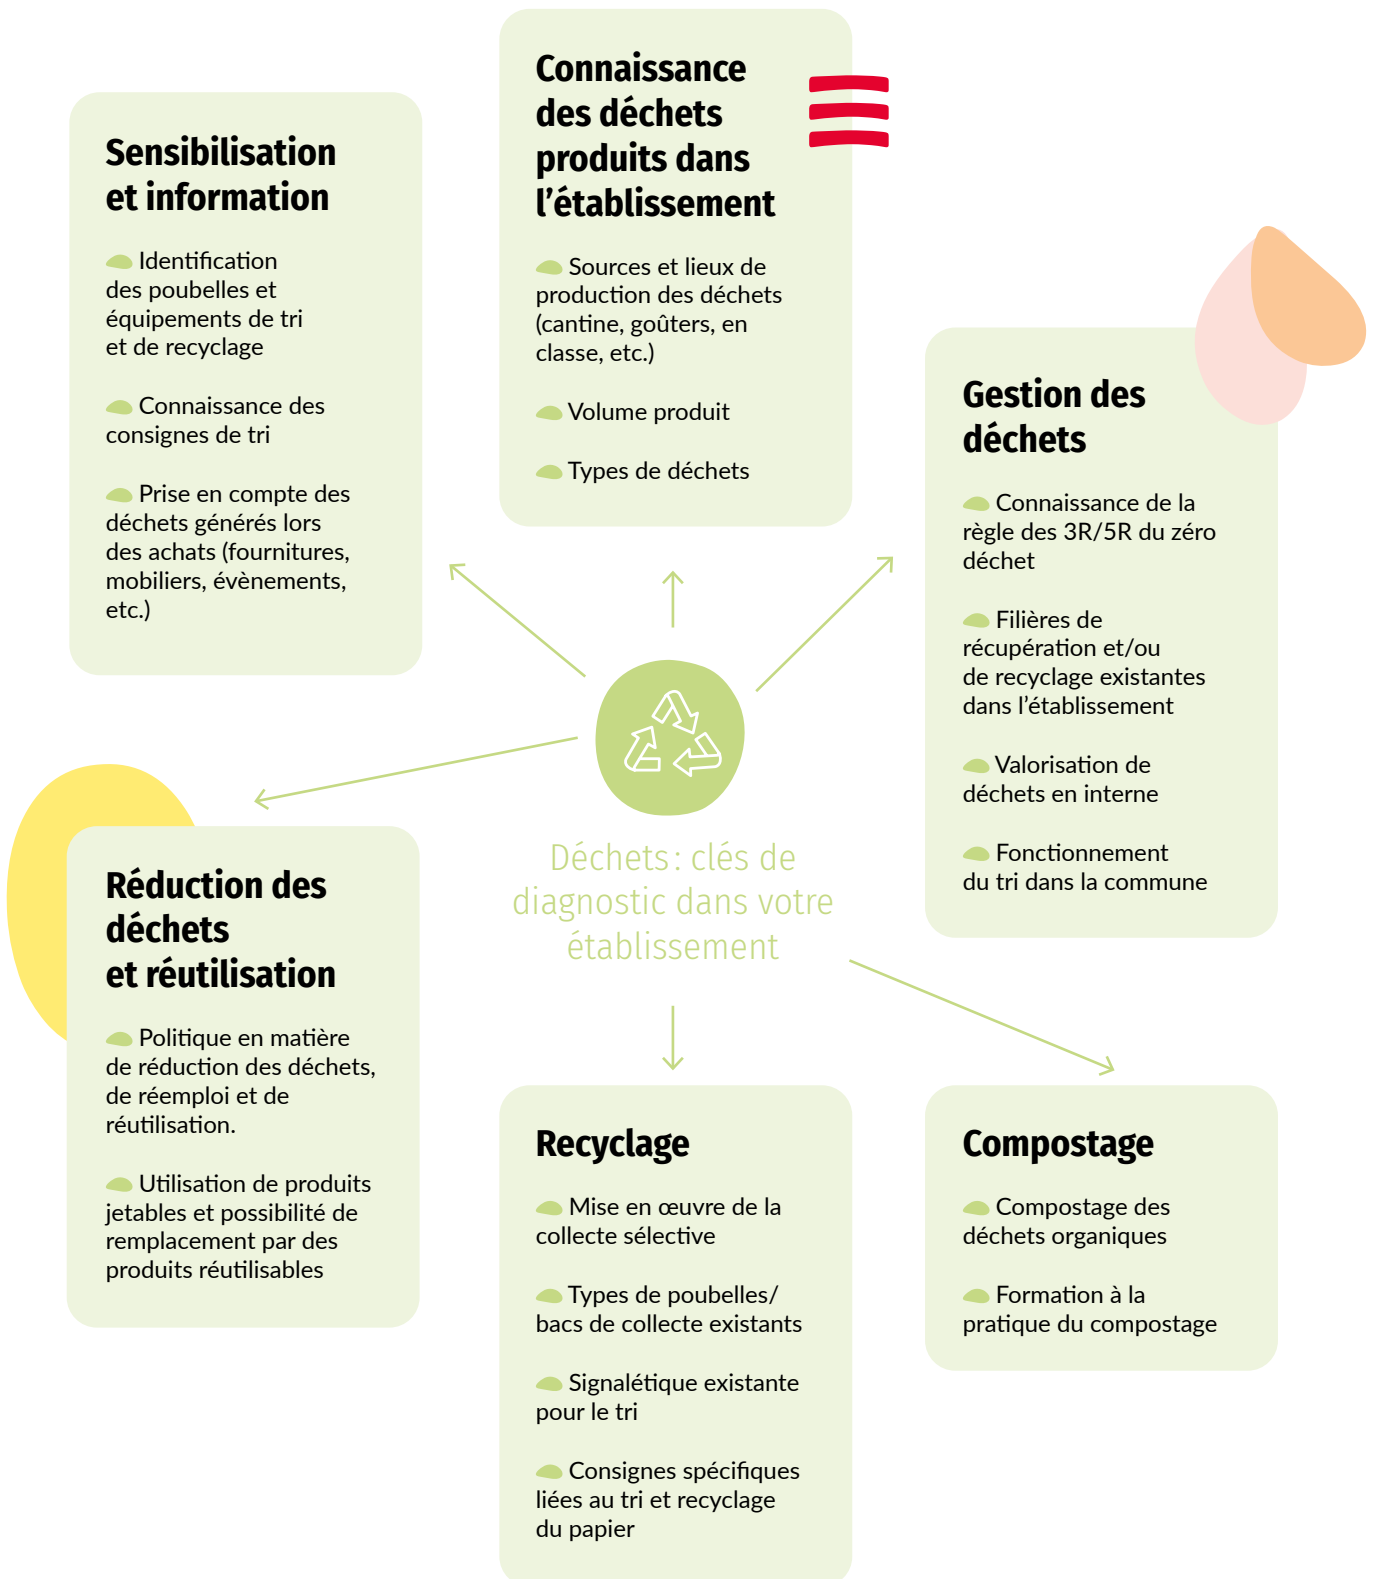 Sensibilisation
et information
Identification
des poubelles et
équipements de tri
et de recyclage
Connaissance des
consignes de tri
Prise en compte des
déchets générés lors
des achats (fournitures,
mobiliers, évènements,
etc.)
Connaissance
des déchets
produits dans
l’établissement
Sources et lieux de
production des déchets
(cantine, goûters, en
classe, etc.)
Volume produit
Types de déchets
Gestion des
déchets
Connaissance de la
règle des 3R/5R du zéro
déchet
Filières de
récupération et/ou
de recyclage existantes
dans l’établissement
Valorisation de
déchets en interne
Fonctionnement
du tri dans la commune
Déchets : clés de
diagnostic dans votre
établissement
Réduction des
déchets
et réutilisation
Politique en matière
de réduction des déchets,
de réemploi et de
réutilisation.
Utilisation de produits
jetables et possibilité de
remplacement par des
produits réutilisables
Recyclage
Mise en œuvre de la
collecte sélective
Types de poubelles/
bacs de collecte existants
Signalétique existante
pour le tri
Consignes spécifiques
liées au tri et recyclage
du papier
Compostage
Compostage des
déchets organiques
Formation à la
pratique du compostage